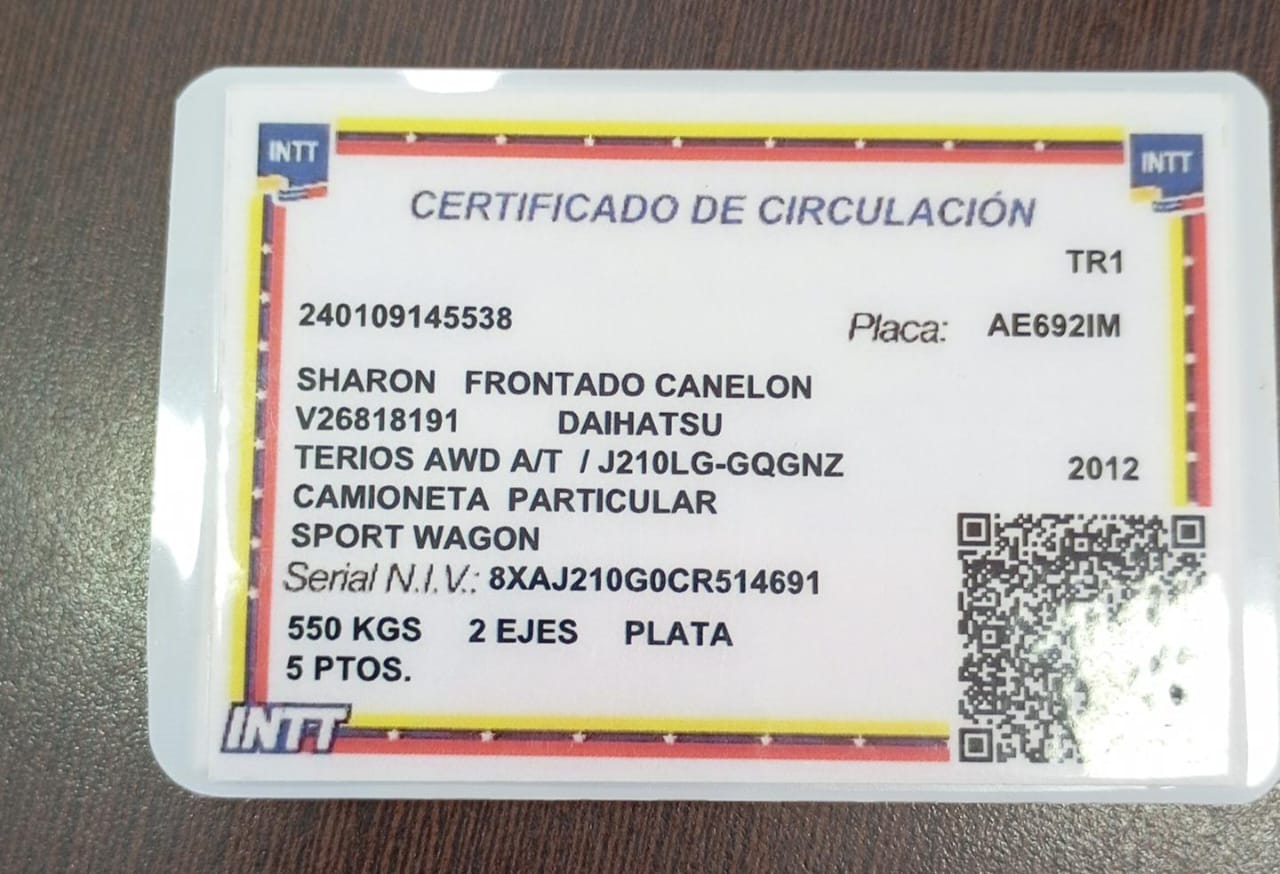 INTT
INTT
CERTIFICADO DE CIRCULACIÓN
TR1
240109145538 Placa: AE692IM
SHARON FRONTADO CANELON
V26818191 DAIHATSU
TERIOS AWD A/T / J210LG-GQGNZ 2012
CAMIONETA PARTICULAR
SPORT WAGON
Serial N.I.V.: 8XAJ210G0CR514691
550 KGS 2 EJES PLATA
5 PTOS.
INTT